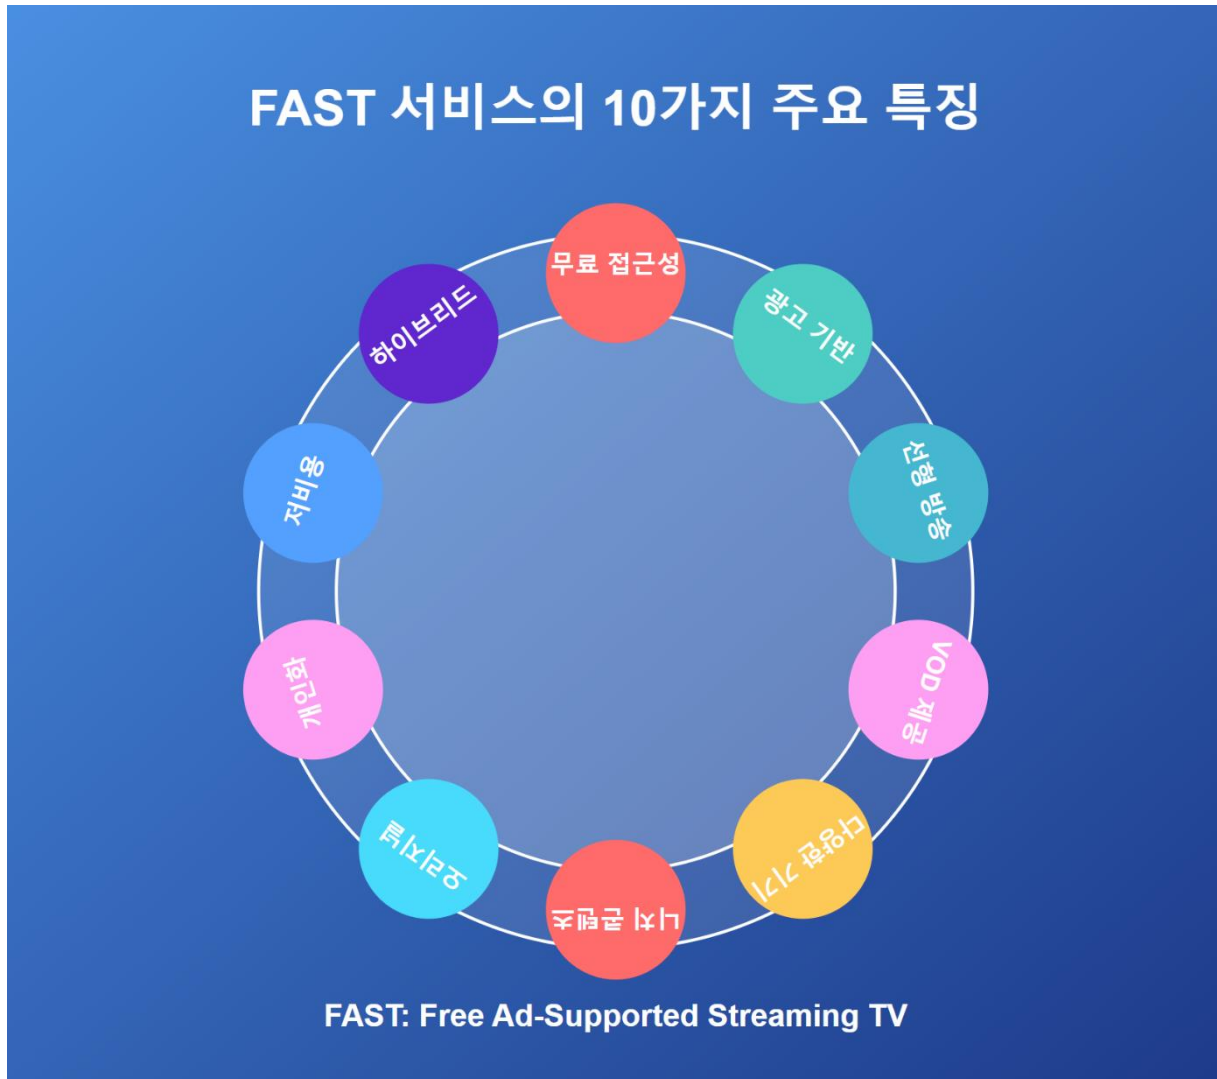 FAST 서비스의 10가지 주요 특징
무료 접근성
광고 기반
선형 방송
VOD 제공
다양한 기기
니치 콘텐츠
오리지널
개인화
저비용
하이브리드
FAST: Free Ad-Supported Streaming TV